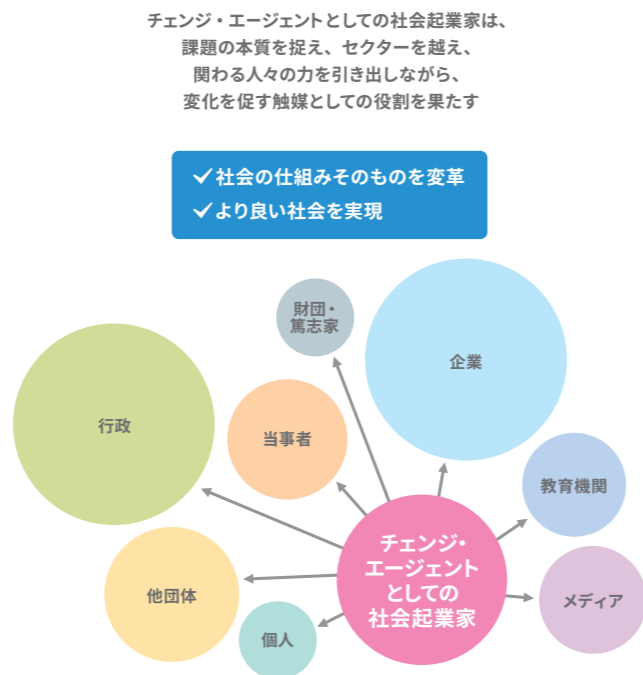 チェンジ・エージェントとしての社会起業家は、
課題の本質を捉え、セクターを越え、
関わる人々の力を引き出しながら、
変化を促す触媒としての役割を果たす
✓社会の仕組みそのものを変革
✓より良い社会を実現
財団・
篤志家
企業
行政
当事者
教育機関
チェンジ・
エージェント
としての
社会起業家
他団体
メディア
個人